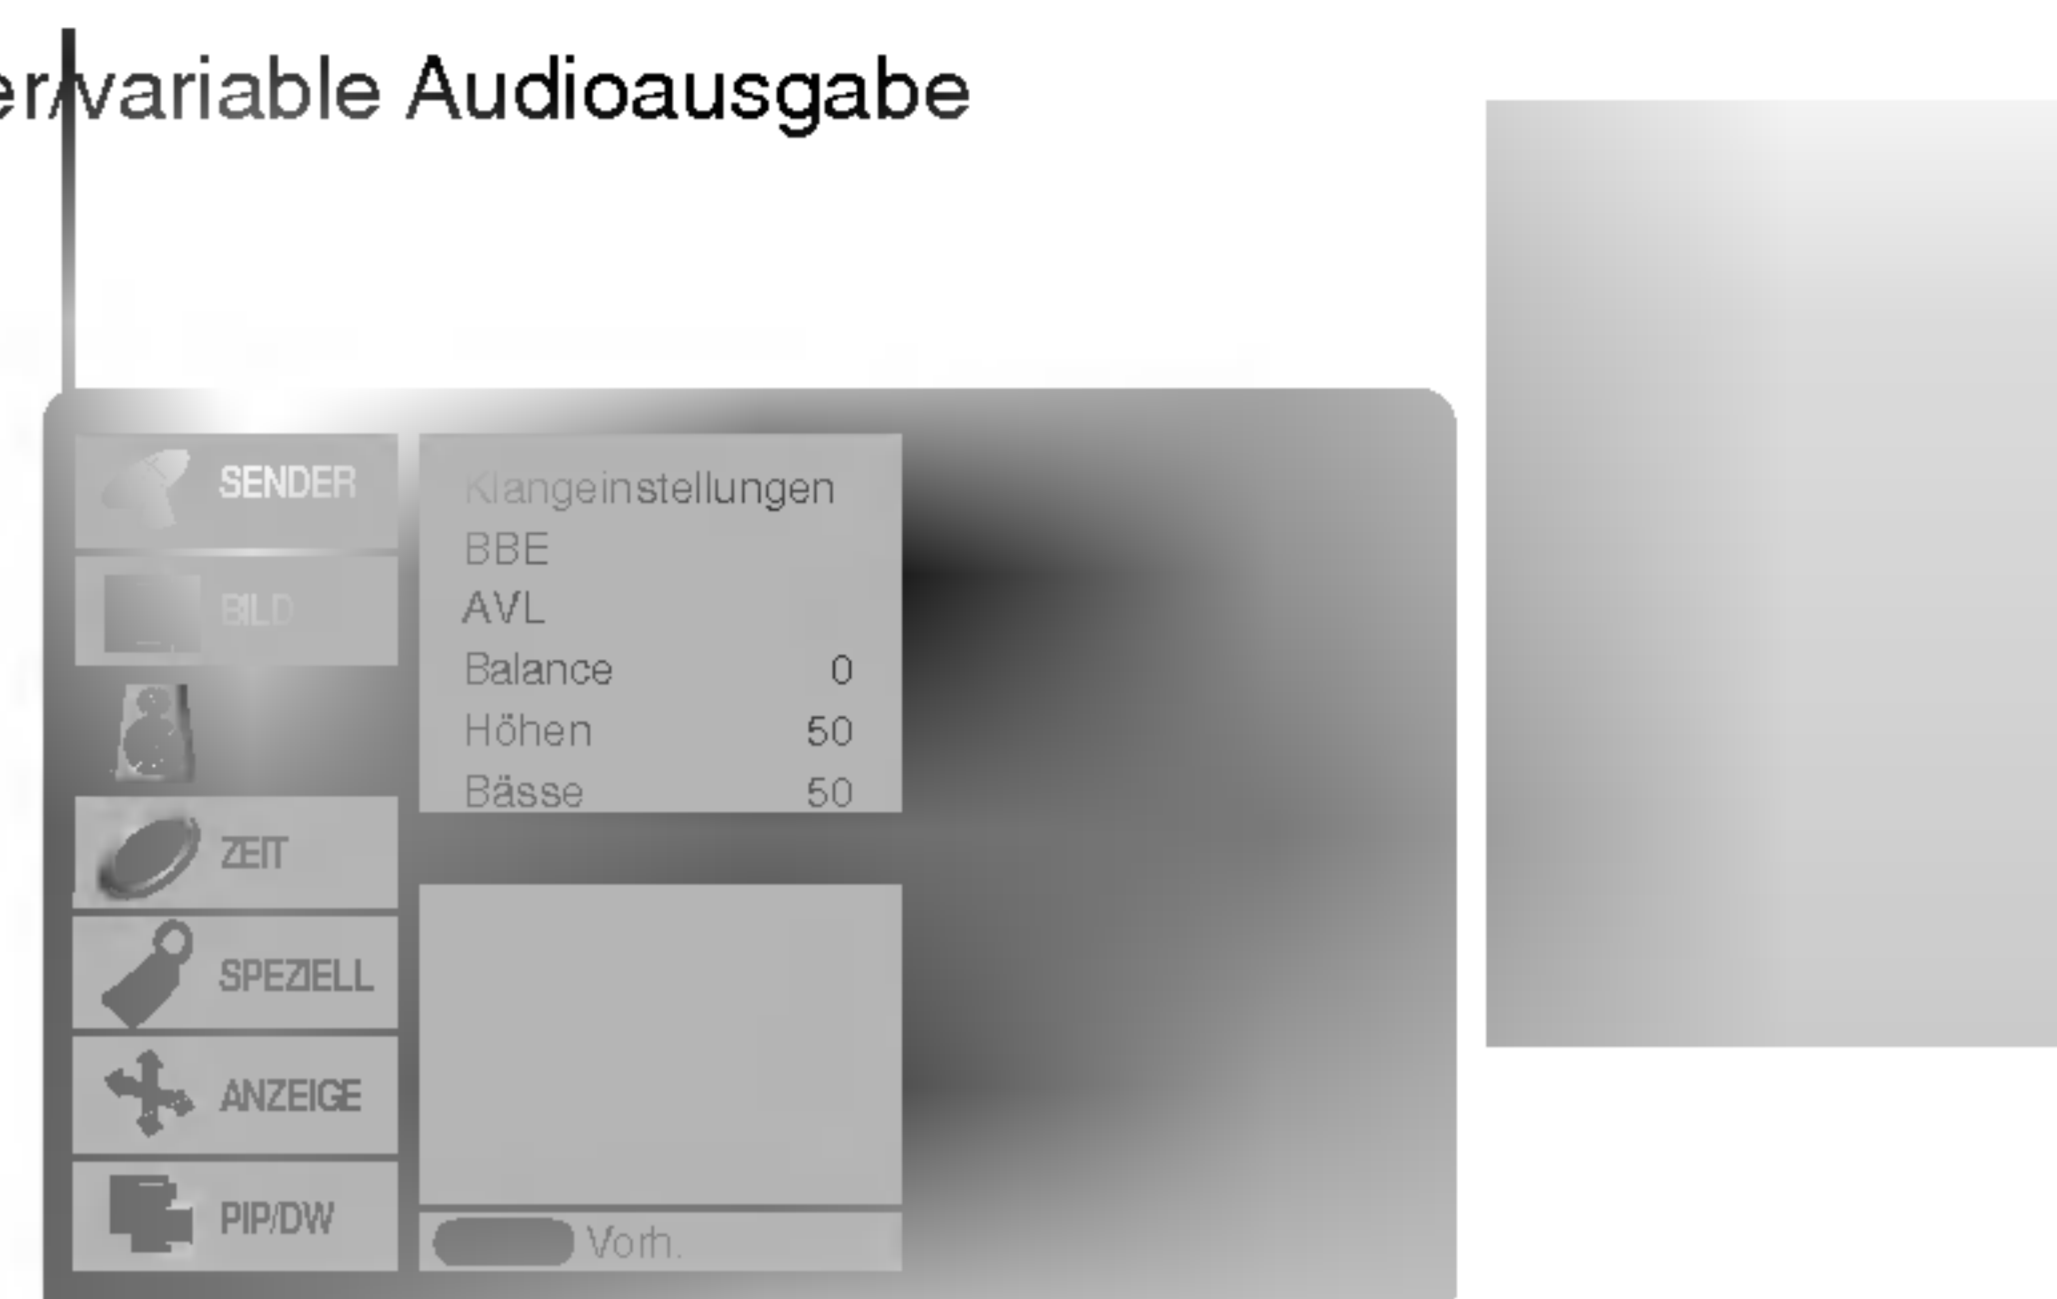 er/variable Audioausgabe
SENDER
BILD
ZEIT
SPEZIELL
ANZEIGE
PIP/DW
Klangeinstellungen
BBE
AVL
Balance 0
Höhen 50
Bässe 50
Vorh.